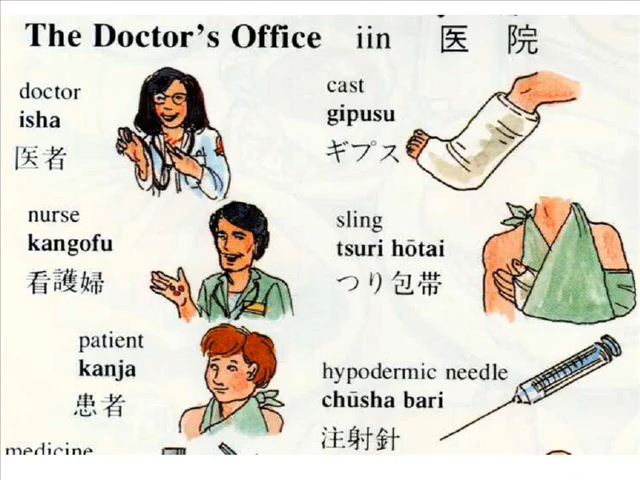 The Doctor's Office iin 医院
doctor
isha
医者
cast
gipusu
ギプス
nurse
kangofu
看護婦
sling
tsuri hōtai
つり包帯
patient
kanja
患者
hypodermic needle
chūsha bari
注射針
medicine